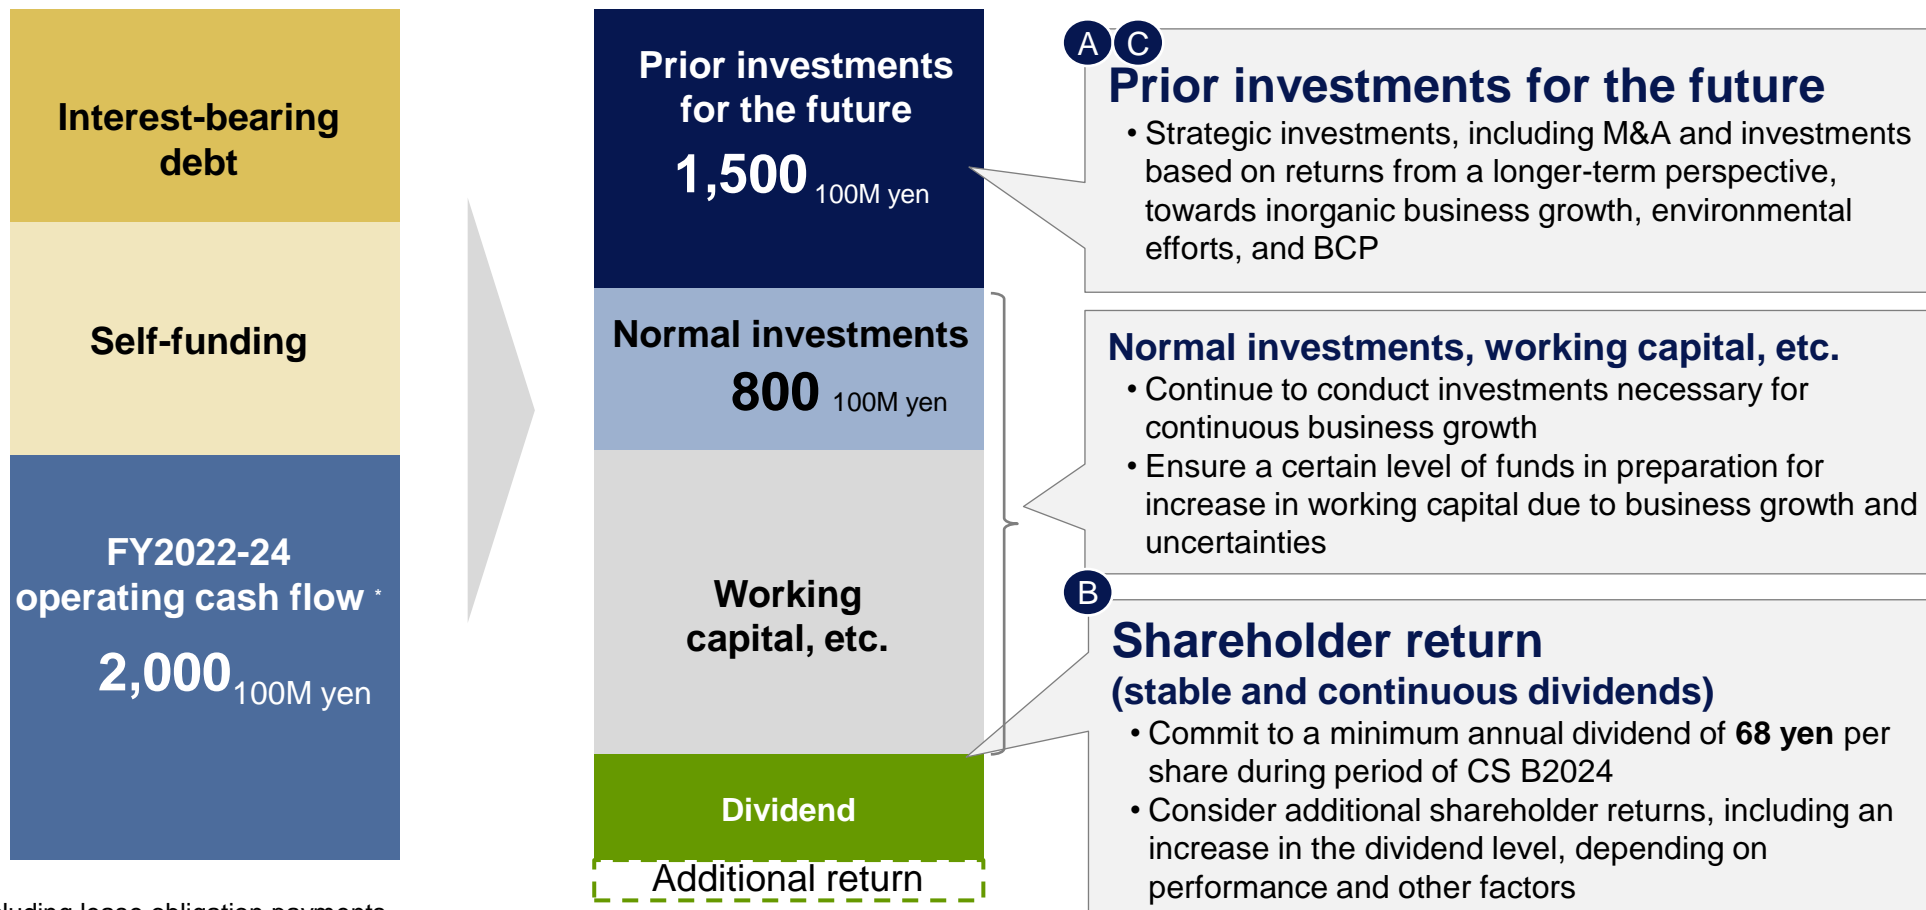 Interest-bearing
debt
Self-funding
FY2022-24
operating cash flow *
2,000 100M yen
Prior investments
for the future
1,500 100M yen
Normal investments
800 100M yen
Working
capital, etc.
Dividend
Additional return
A C
Prior investments for the future
• Strategic investments, including M&A and investments
based on returns from a longer-term perspective,
towards inorganic business growth, environmental
efforts, and BCP
Normal investments, working capital, etc.
• Continue to conduct investments necessary for
continuous business growth
• Ensure a certain level of funds in preparation for
increase in working capital due to business growth and
uncertainties
B
Shareholder return
(stable and continuous dividends)
• Commit to a minimum annual dividend of 68 yen per
share during period of CS B2024
• Consider additional shareholder returns, including an
increase in the dividend level, depending on
performance and other factors
lease obligation payments